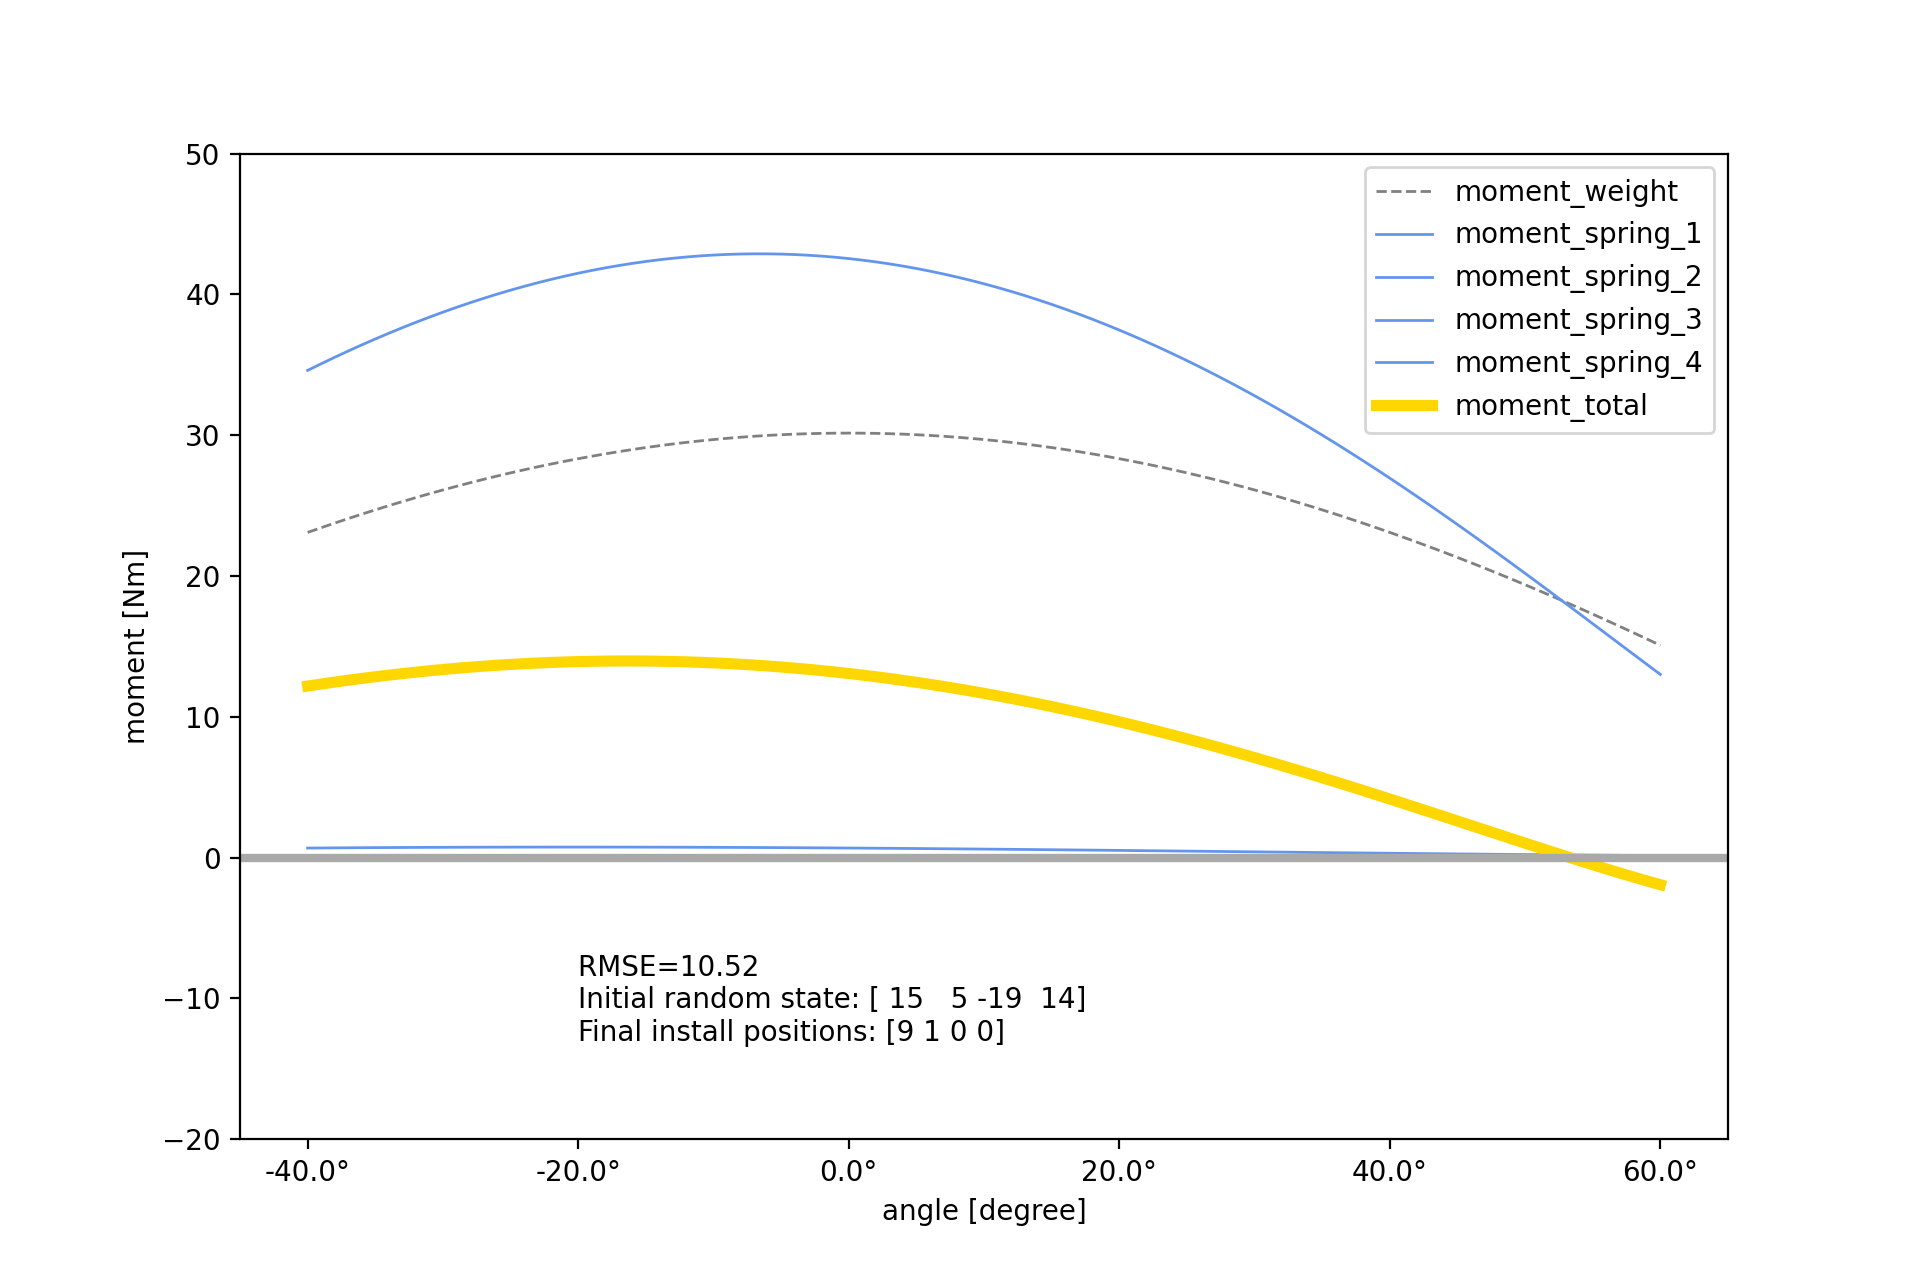 50
40
30
20
10
0
−10
−20
moment [Nm]
moment_weight
moment_spring_1
moment_spring_2
moment_spring_3
moment_spring_4
moment_total
RMSE=10.52
Initial random state: [ 15   5 -19  14]
Final install positions: [9 1 0 0]
-40.0° -20.0° 0.0° 20.0° 40.0° 60.0°
angle [degree]